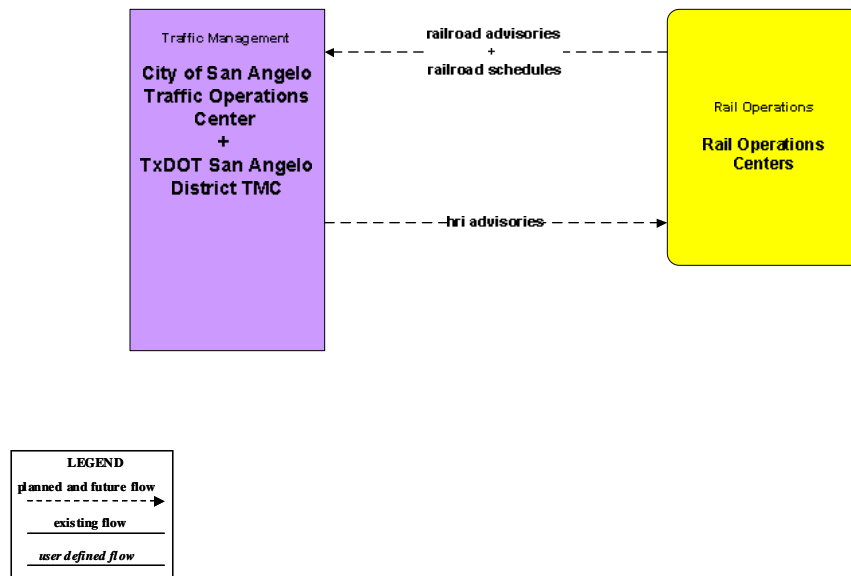 Traffic Management
City of San Angelo
Traffic Operations
Center
+
TxDOT San Angelo
District TMC
railroad advisories
+
railroad schedules
hri advisories
Rail Operations
Rail Operations
Centers
LEGEND
planned and future flow
existing flow
user defined flow